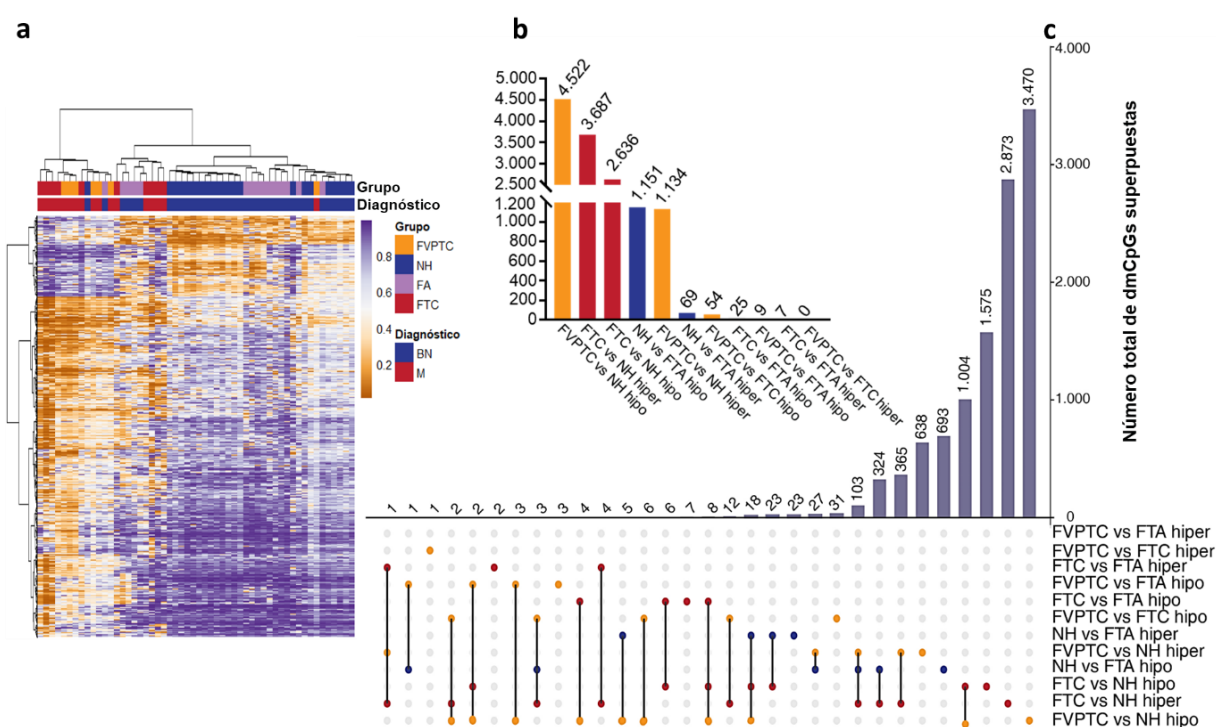 a
b
c
Grupo
Diagnóstico
Grupo
FVPTC
NH
FA
FTC
Diagnóstico
BN
M
0.8
0.6
0.4
0.2
5.000
4.500
4.000
3.500
3.000
2.500
1.200
1.000
800
600
400
200
0
4.522
3.687
2.636
1.151
1.134
69
54
25
9
7
0
FVPTC vs NH hipo
FTC vs NH hiper
FTC vs NH hipo
NH vs FTA hipo
FVPTC vs NH hiper
NH vs FTA hiper
FVPTC vs FTC hipo
FTC vs FTA hipo
FVPTC vs FTA hipo
FTC vs FTA hiper
FVPTC vs FTC hiper
4.000
3.000
2.000
1.000
0
Número total de dmCpGs superpuestas
1 1 1 2 2 2 3 3 3 4 4 5 6 6 7 8 12 18 23 23 27 31 103 324 365 638 693 1.004 1.575 2.873 3.470
FVPTC vs FTA hiper
FVPTC vs FTC hiper
FTC vs FTA hiper
FVPTC vs FTA hipo
FTC vs FTA hipo
FVPTC vs FTC hipo
NH vs FTA hiper
FVPTC vs NH hiper
NH vs FTA hipo
FTC vs NH hipo
FTC vs NH hiper
FVPTC vs NH hipo